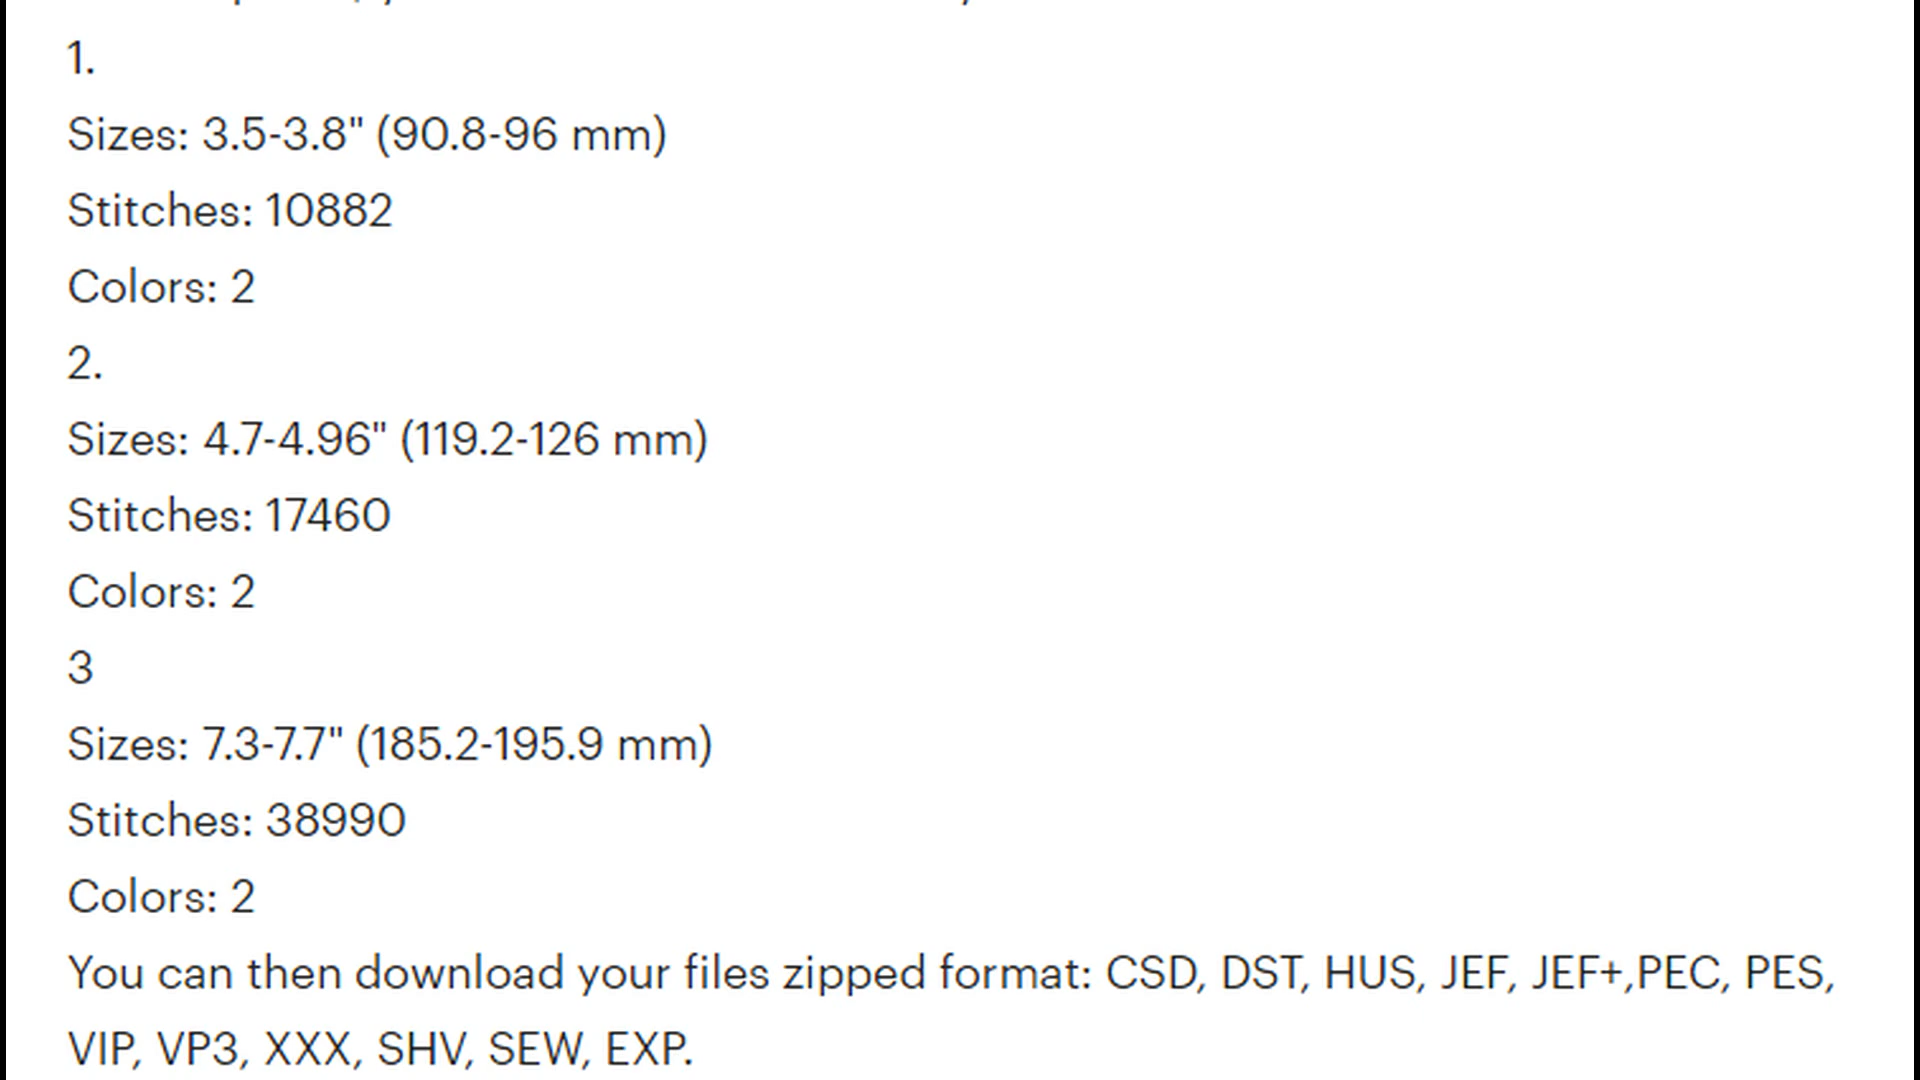 1.
Sizes: 3.5-3.8" (90.8-96 mm)
Stitches: 10882
Colors: 2
2.
Sizes: 4.7-4.96" (119.2-126 mm)
Stitches: 17460
Colors: 2
3
Sizes: 7.3-7.7" (185.2-195.9 mm)
Stitches: 38990
Colors: 2
You can then download your files zipped format: CSD, DST, HUS, JEF, JEF+,PEC, PES,
VIP, VP3, XXX, SHV, SEW, EXP.